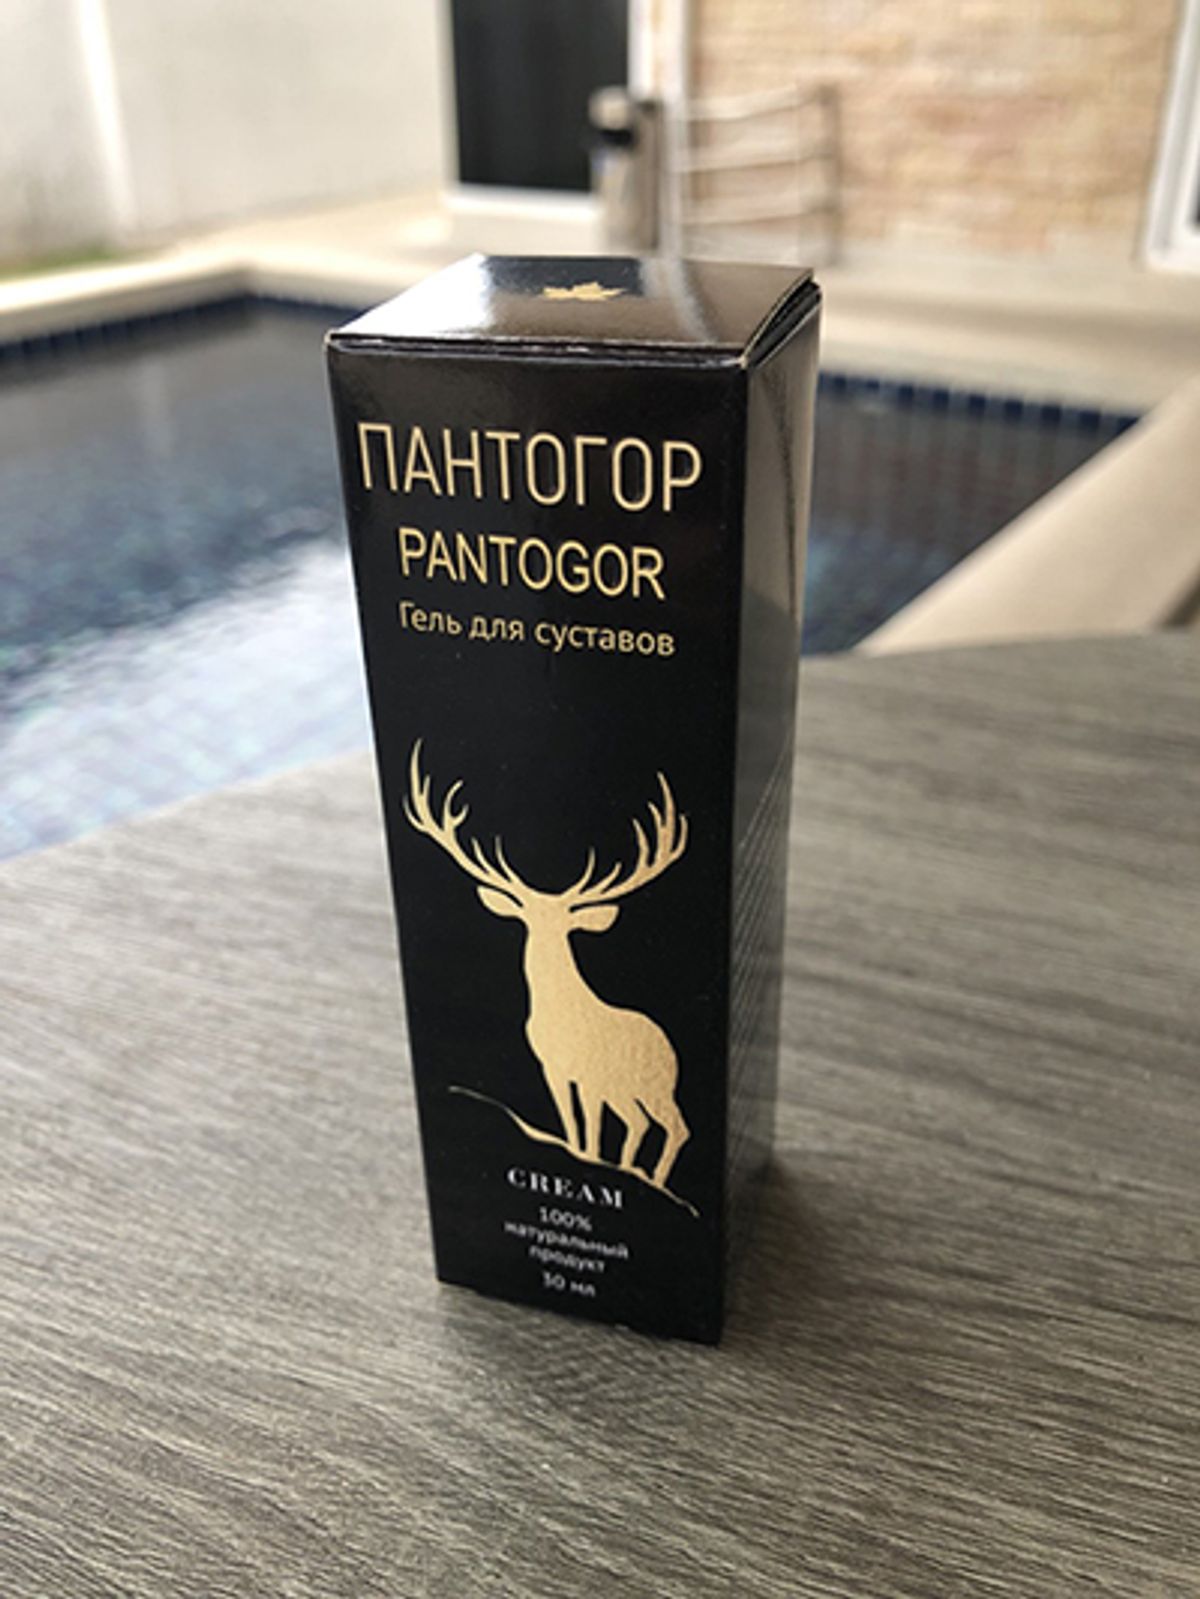 ПАНТОГОР
PANTOGOR
Гель для суставов
CREAM
100%
натуральный
продукт
30 мл